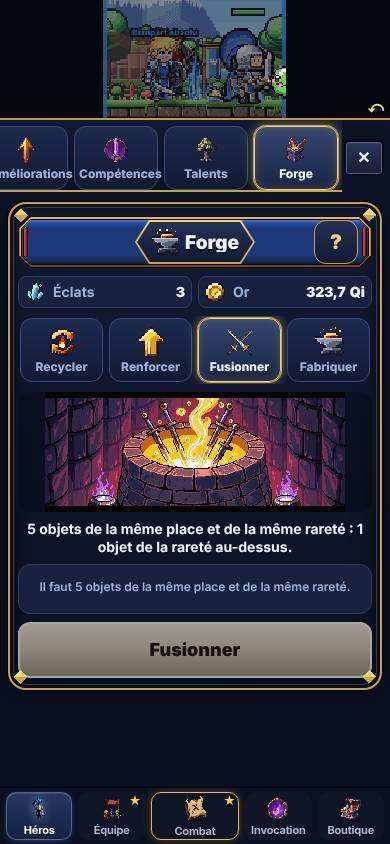 Rempart absolu
méliorations
Compétences
Talents
Forge
×
Forge
?
Éclats
3
Or
323,7 Qi
Recycler
Renforcer
Fusionner
Fabriquer
5 objets de la même place et de la même rareté : 1
objet de la rareté au-dessus.
Il faut 5 objets de la même place et de la même rareté.
Fusionner
Héros
Équipe
Combat
Invocation
Boutique